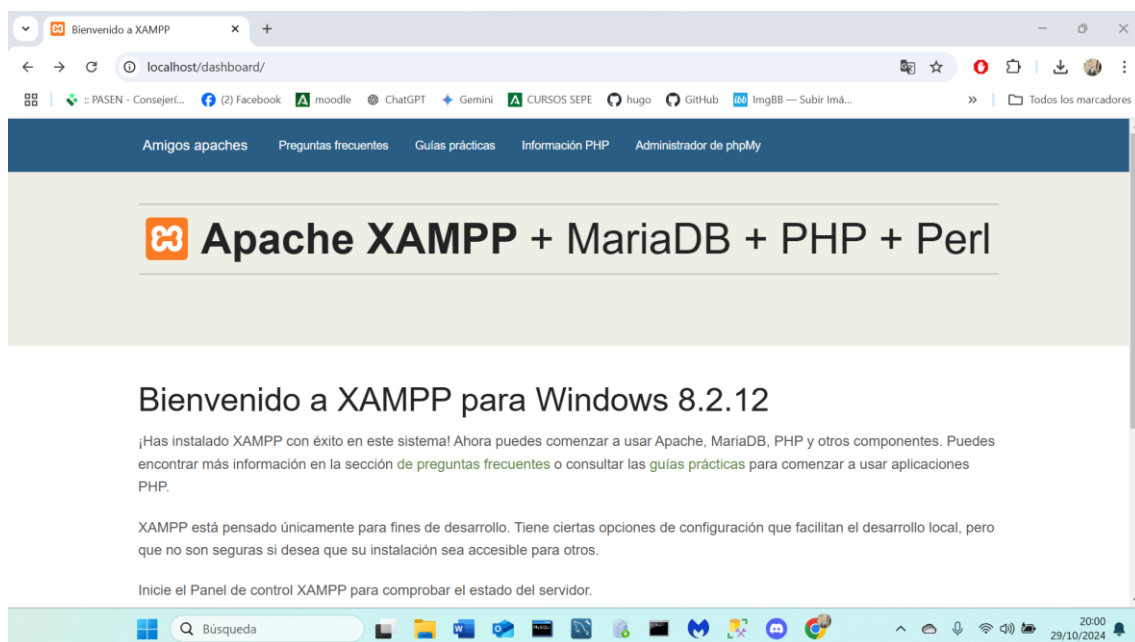 Bienvenido a XAMPP
localhost/dashboard/
:: PASEN - Consejerí...
(2) Facebook
moodle
ChatGPT
Gemini
CURSOS SEPE
hugo
GitHub
ImgBB — Subir Imá...
»
Todos los marcadores
Amigos apaches
Preguntas frecuentes
Guías prácticas
Información PHP
Administrador de phpMy
Apache XAMPP + MariaDB + PHP + Perl
Bienvenido a XAMPP para Windows 8.2.12
¡Has instalado XAMPP con éxito en este sistema! Ahora puedes comenzar a usar Apache, MariaDB, PHP y otros componentes. Puedes
encontrar más información en la sección de preguntas frecuentes o consultar las guías prácticas para comenzar a usar aplicaciones
PHP.
XAMPP está pensado únicamente para fines de desarrollo. Tiene ciertas opciones de configuración que facilitan el desarrollo local, pero
que no son seguras si desea que su instalación sea accesible para otros.
Inicie el Panel de control XAMPP para comprobar el estado del servidor.
Búsqueda
20:00
29/10/2024